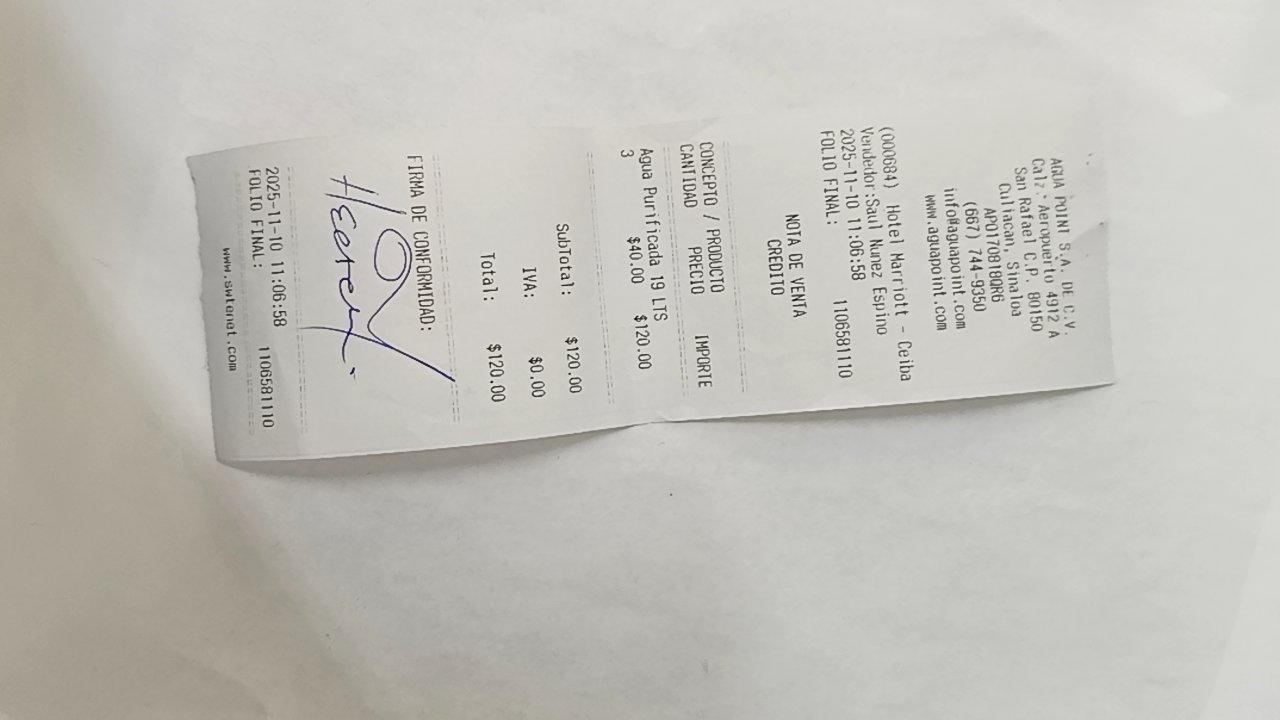 AGUA POINT S.A. DE C.V.
Calz. Aeropuerto 4912 A
San Rafael C.P. 80150
Culiacan, Sinaloa
APO170818QR6
(667) 744-9350
info@aguapoint.com
www.aguapoint.com
(000684) Hotel Marriott - Ceiba
Vendedor:Saul Nunez Espino
2025-11-10 11:06:58
FOLIO FINAL: 1106581110
NOTA DE VENTA
CREDITO
CONCEPTO / PRODUCTO
CANTIDAD PRECIO IMPORTE
Agua Purificada 19 LTS
3 $40.00 $120.00
SubTotal: $120.00
IVA: $0.00
Total: $120.00
FIRMA DE CONFORMIDAD:
2025-11-10 11:06:58
FOLIO FINAL: 1106581110
www.swtenet.com